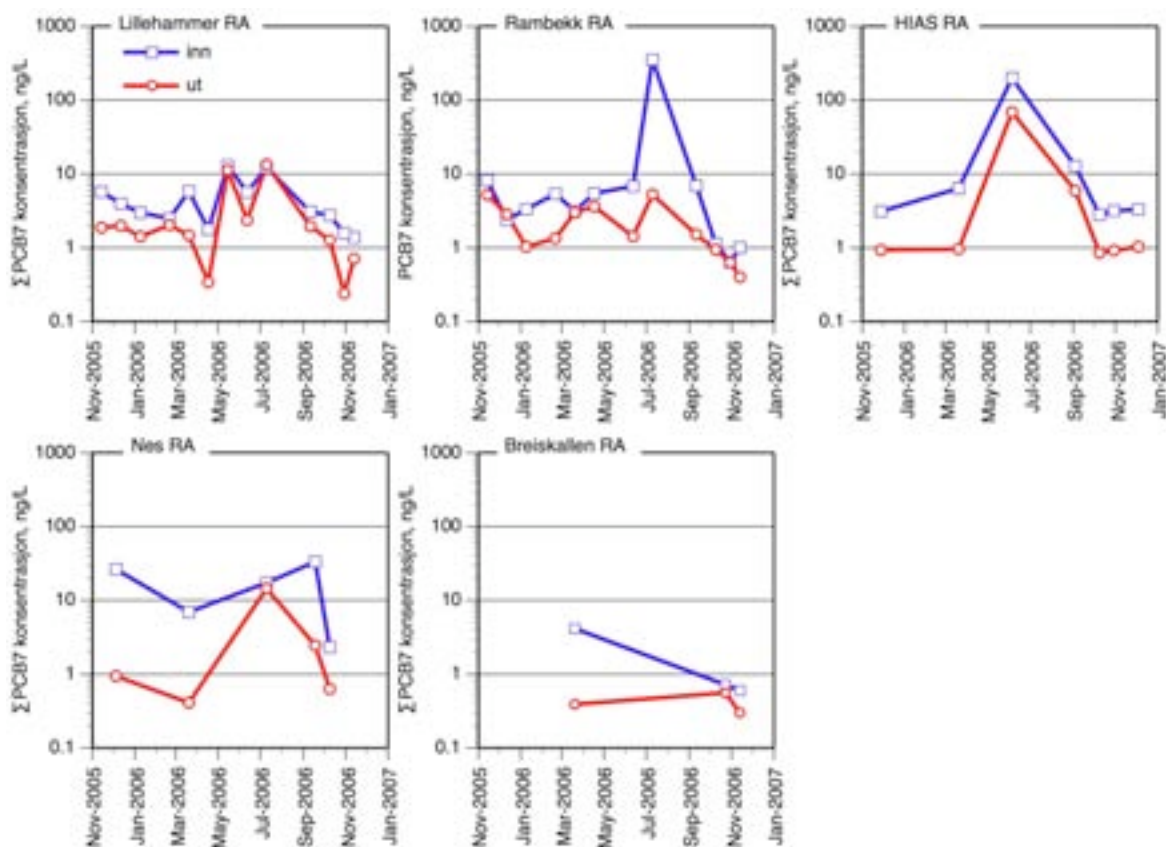 Lillehammer RA
∑PCB7 konsentrasjon, ng/L
1000
100
10
1
0.1
inn
ut
Nov-2005
Jan-2006
Mar-2006
May-2006
Jul-2006
Sep-2006
Nov-2006
Jan-2007
Rambekk RA
PCB7 konsentrasjon, ng/L
1000
100
10
1
0.1
Nov-2005
Jan-2006
Mar-2006
May-2006
Jul-2006
Sep-2006
Nov-2006
Jan-2007
HIAS RA
∑PCB7 konsentrasjon, ng/L
1000
100
10
1
0.1
Nov-2005
Jan-2006
Mar-2006
May-2006
Jul-2006
Sep-2006
Nov-2006
Jan-2007
Nes RA
∑PCB7 konsentrasjon, ng/L
1000
100
10
1
0.1
Nov-2005
Jan-2006
Mar-2006
May-2006
Jul-2006
Sep-2006
Nov-2006
Jan-2007
Breiskallen RA
∑PCB7 konsentrasjon, ng/L
1000
100
10
1
0.1
Nov-2005
Jan-2006
Mar-2006
May-2006
Jul-2006
Sep-2006
Nov-2006
Jan-2007